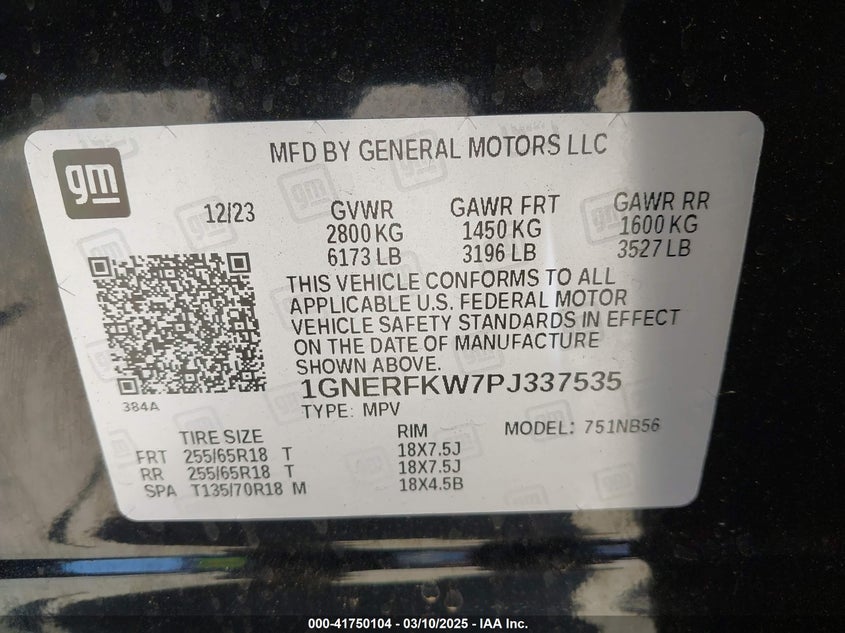 gm
MFD BY GENERAL MOTORS LLC
12/23
GVWR GAWR FRT GAWR RR
2800 KG 1450 KG 1600 KG
6173 LB 3196 LB 3527 LB
THIS VEHICLE CONFORMS TO ALL
APPLICABLE U.S. FEDERAL MOTOR
VEHICLE SAFETY STANDARDS IN EFFECT
ON THE DATE OF MANUFACTURE
SHOWN ABOVE.
1GNERFKW7PJ337535
384A
TYPE: MPV
TIRE SIZE RIM MODEL: 751NB56
FRT 255/65R18 T 18X7.5J
RR 255/65R18 T 18X7.5J
SPA T135/70R18 M 18X4.5B
000-41750104 — 03/10/2025 — IAA Inc.